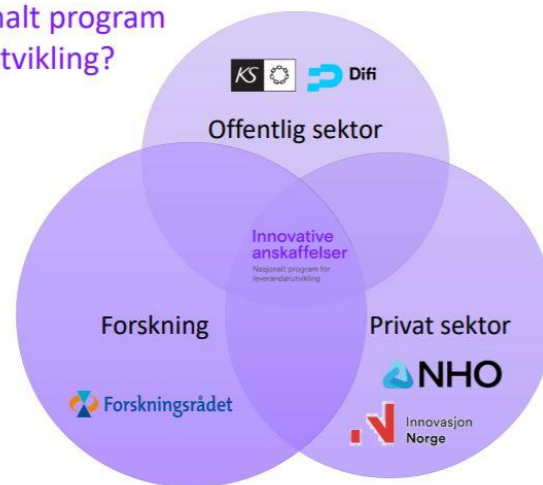 nalt program
tvikling?
KS
Difi
Offentlig sektor
Innovative
anskaffelser
Nasjonalt program for
leverandørutvikling
Forskning
Privat sektor
Forskningsrådet
NHO
Innovasjon
Norge